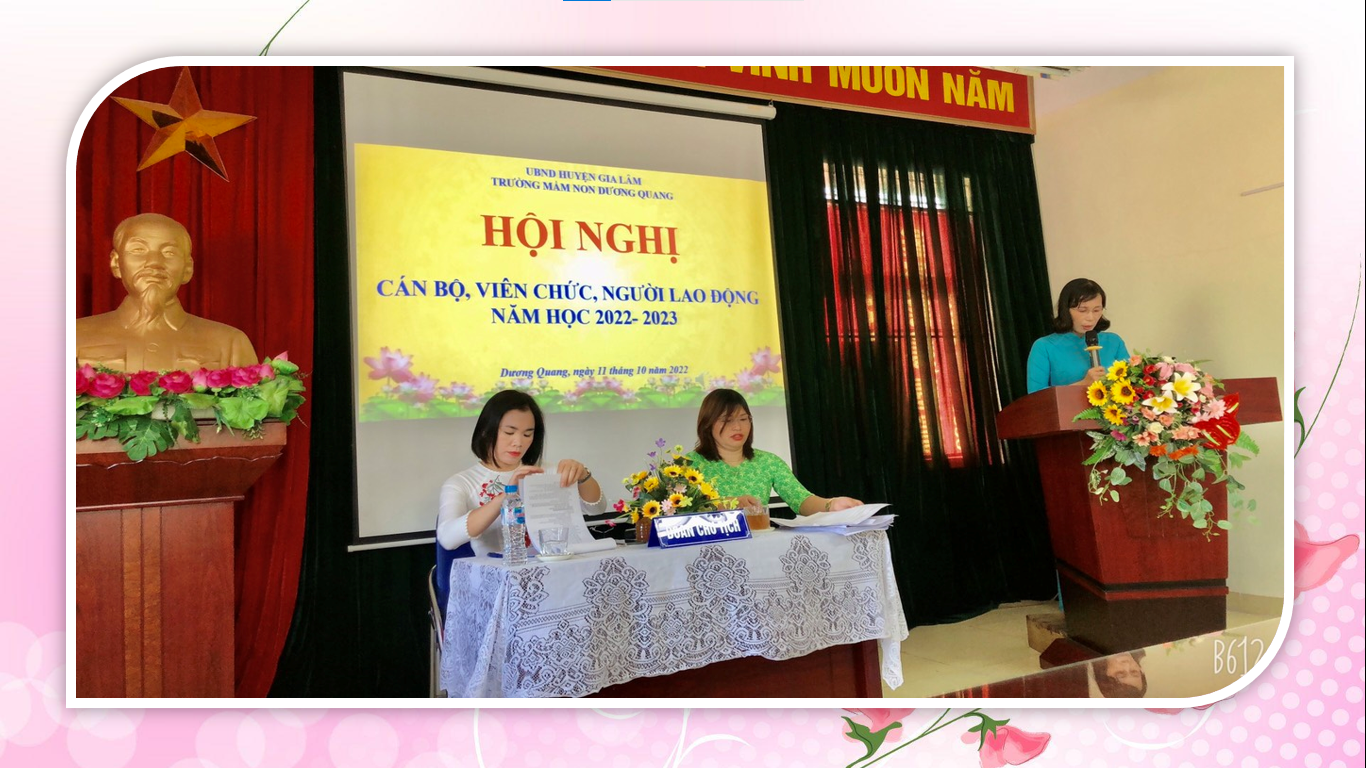 VINH MUÔN NĂM
UBND HUYỆN GIA LÂM
TRƯỜNG MẦM NON DƯƠNG QUANG
HỘI NGHỊ
CÁN BỘ, VIÊN CHỨC, NGƯỜI LAO ĐỘNG
NĂM HỌC 2022- 2023
Dương Quang, ngày 11 tháng 10 năm 2022
ĐOÀN CHỦ TỊCH
B612